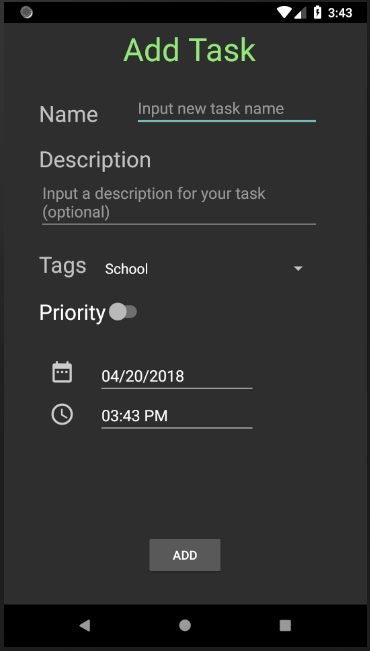 3:43
Add Task
Name Input new task name
Description
Input a description for your task
(optional)
Tags School
Priority
04/20/2018
03:43 PM
ADD